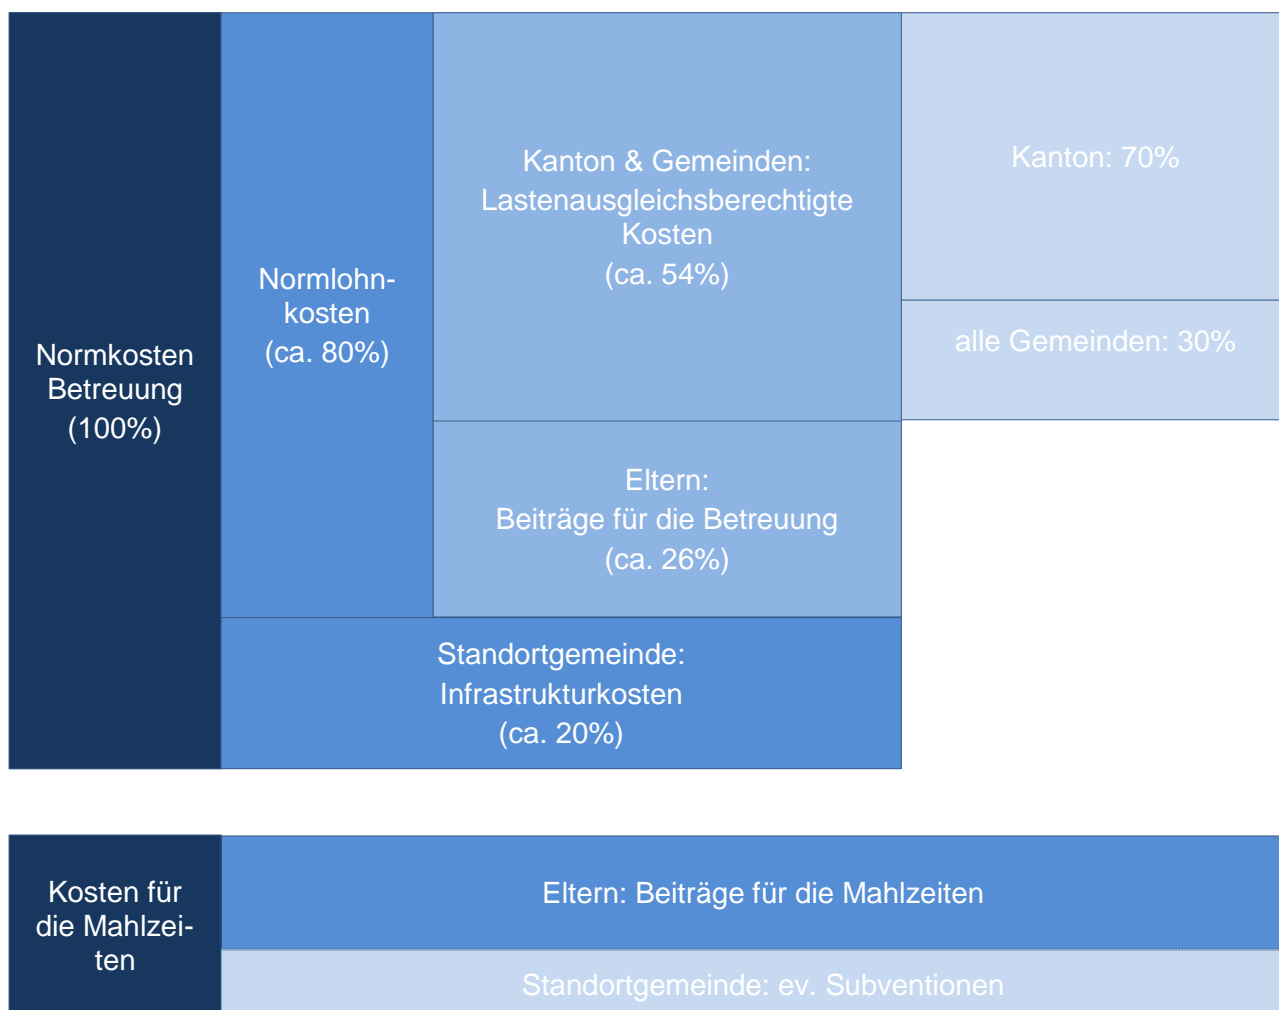 Normkosten
Betreuung
(100%)
Normlohn-
kosten
(ca. 80%)
Kanton & Gemeinden:
Lastenausgleichsberechtigte
Kosten
(ca. 54%)
Kanton: 70%
alle Gemeinden: 30%
Eltern:
Beiträge für die Betreuung
(ca. 26%)
Standortgemeinde:
Infrastrukturkosten
(ca. 20%)
Kosten für
die Mahlzei-
ten
Eltern: Beiträge für die Mahlzeiten
Standortgemeinde: ev. Subventionen